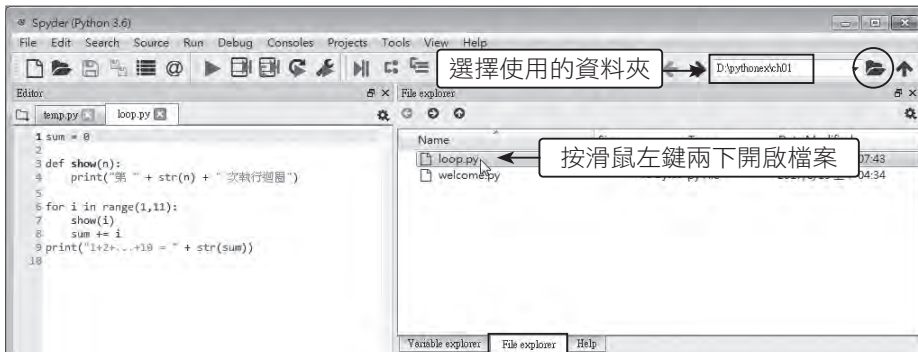 Spyder (Python 3.6)
File Edit Search Source Run Debug Consoles Projects Tools View Help
選擇使用的資料夾
D:\pythonex\ch01
Editor
File explorer
temp.py
loop.py
Name
1 sum = 0
2
3 def show(n):
4 print("第 " + str(n) + " 次執行迴圈")
5
6 for i in range(1,11):
7 show(i)
8 sum += i
9 print("1+2+...+10 = " + str(sum))
10
loop.py
按滑鼠左鍵兩下開啟檔案
07:43
welcome.py
04:34
Variable explorer File explorer Help